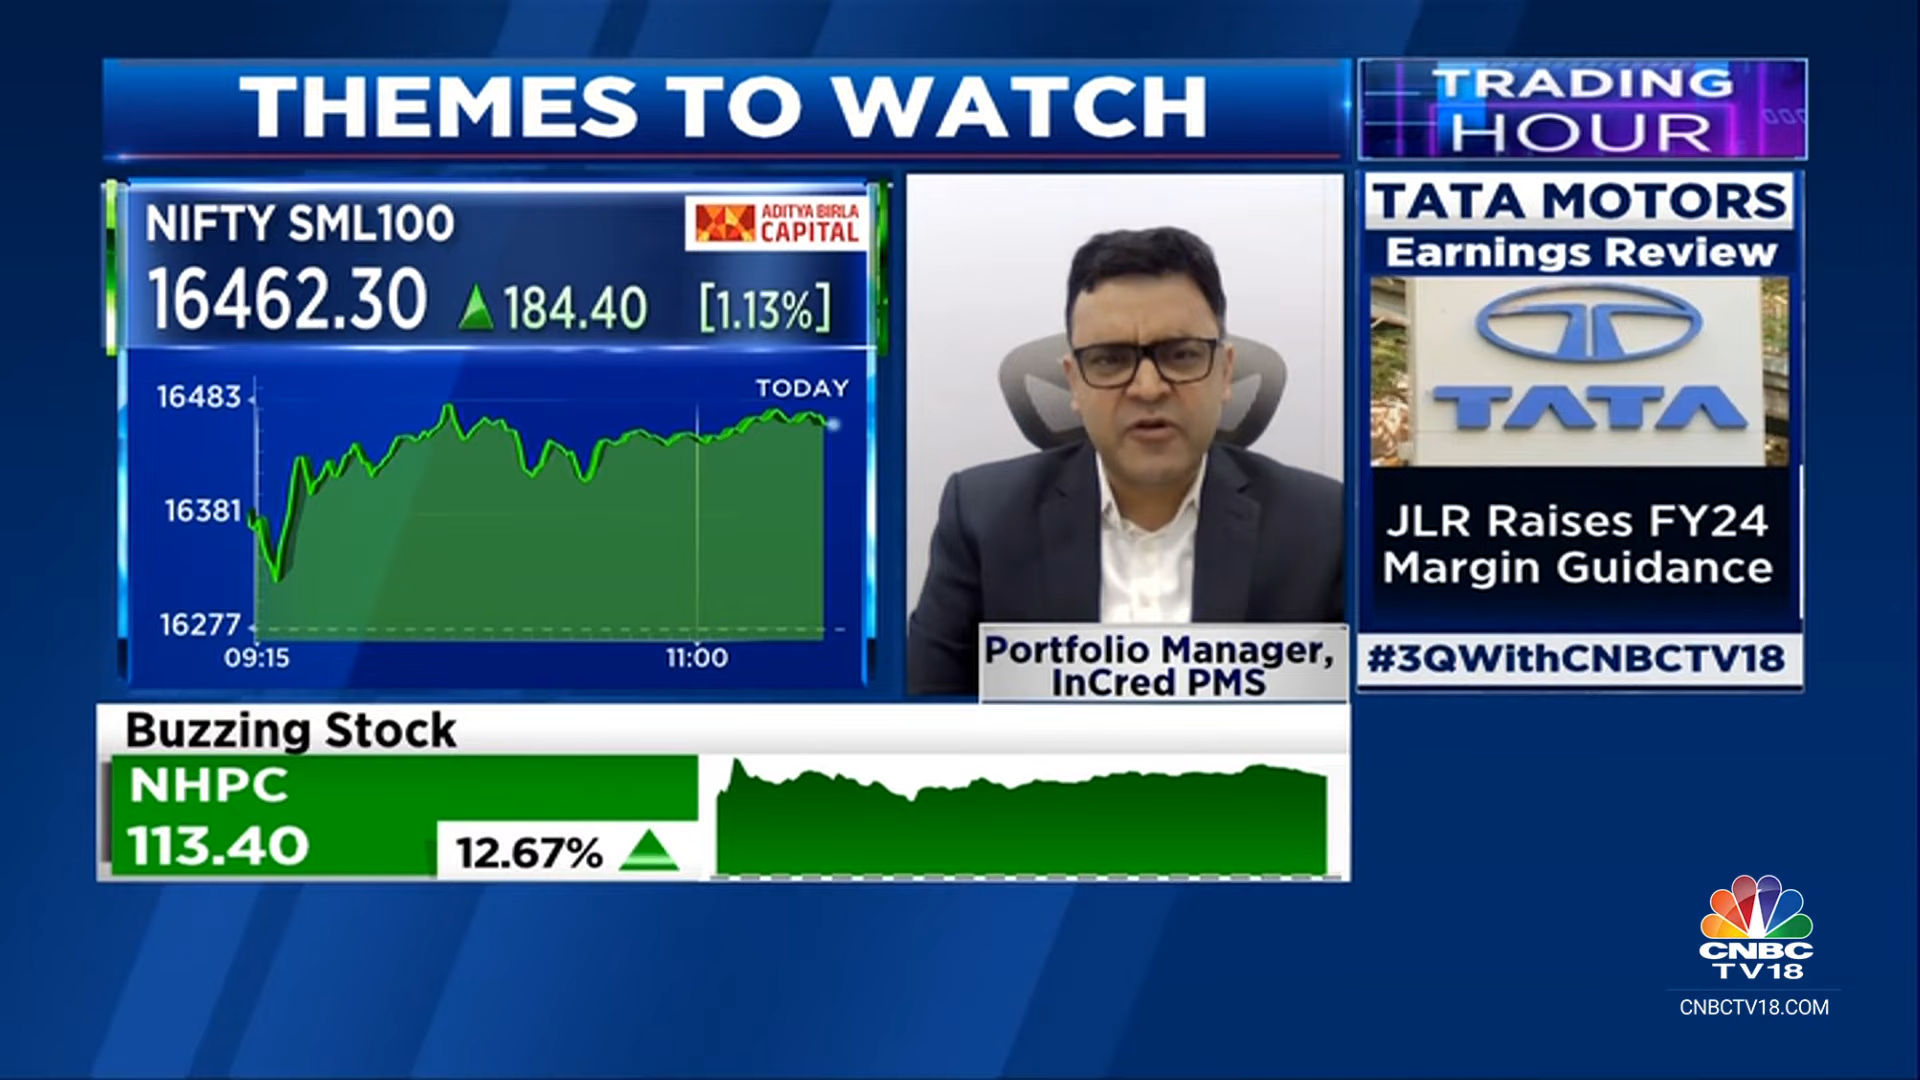 THEMES TO WATCH
TRADING
HOUR
NIFTY SML100
ADITYA BIRLA
CAPITAL
16462.30 184.40 [1.13%]
TODAY
16483
16381
16277
09:15 11:00
Portfolio Manager,
InCred PMS
TATA MOTORS
Earnings Review
TATA
JLR Raises FY24
Margin Guidance
#3QWithCNBCTV18
Buzzing Stock
NHPC
113.40
12.67%
CNBC
TV18
CNBCTV18.COM